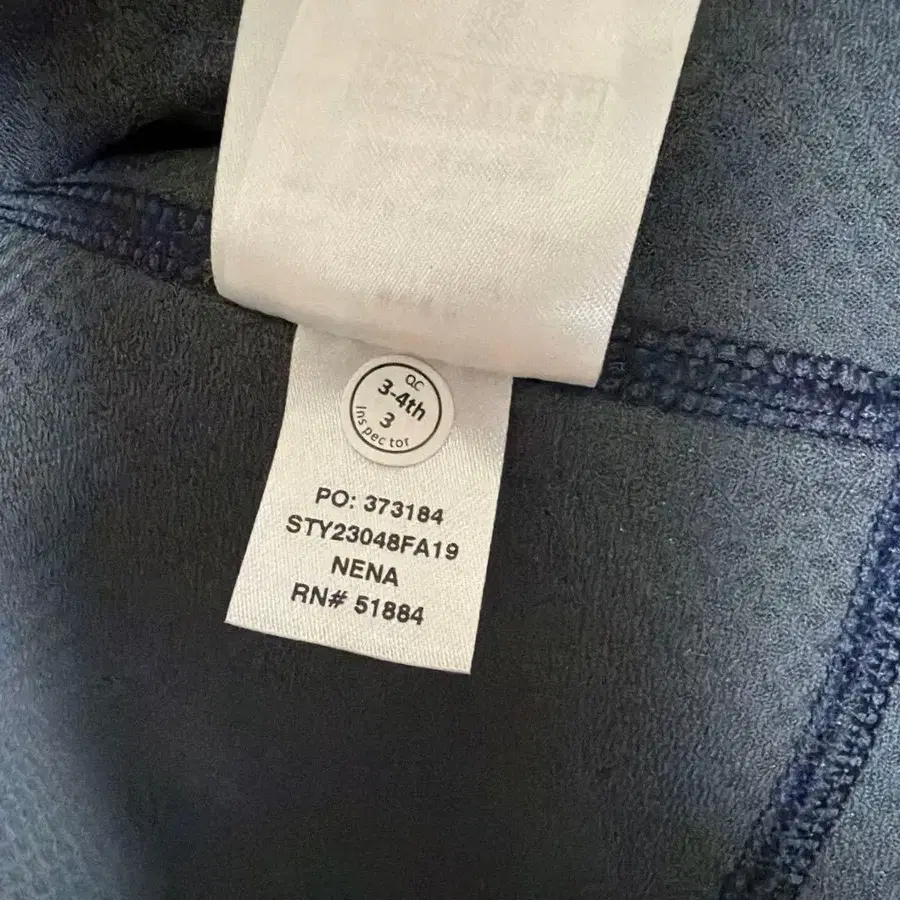 QC
3-4th
3
Inspector
PO: 373184
STY23048FA19
NENA
RN# 51884